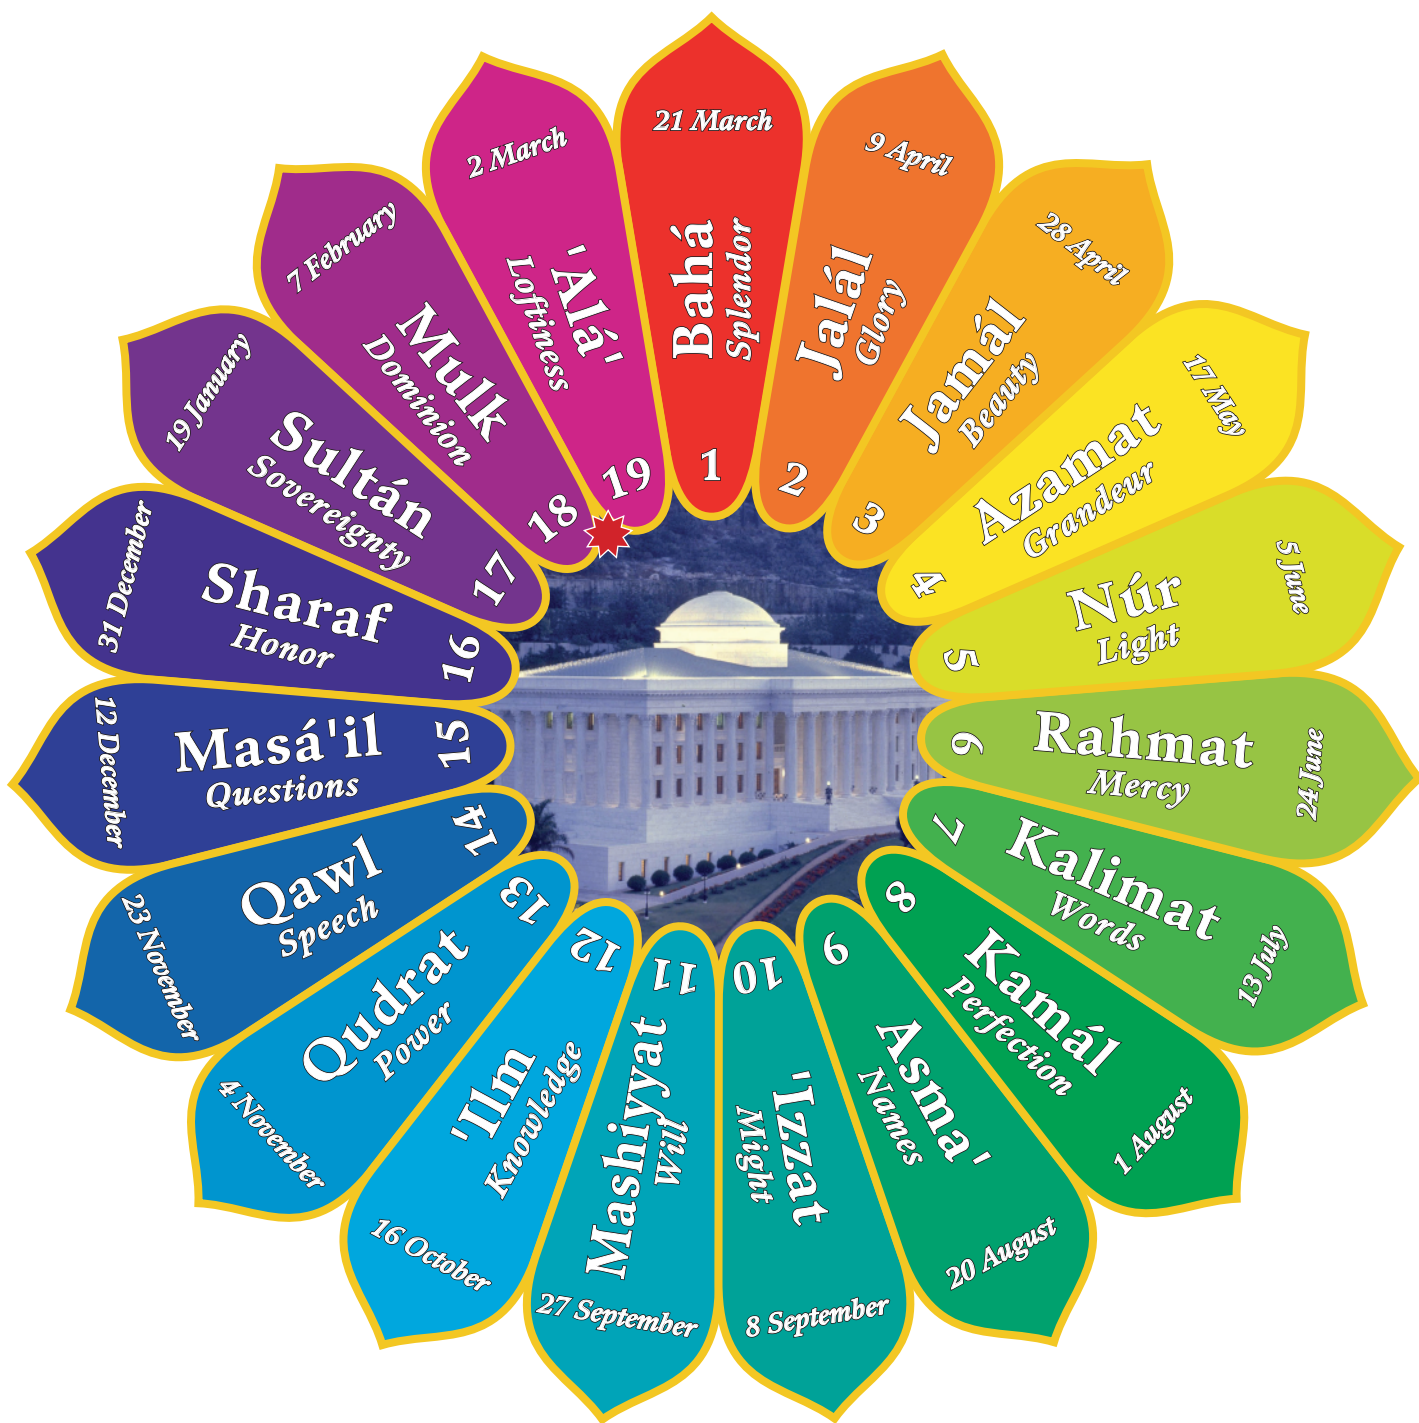 21 March
Bahá
Splendor
1
9 April
Jalál
Glory
2
28 April
Jamál
Beauty
3
17 May
Azamat
Grandeur
4
5 June
Núr
Light
5
24 June
Rahmat
Mercy
6
13 July
Kalimat
Words
7
1 August
Kamál
Perfection
8
20 August
Asma'
Names
9
8 September
'Izzat
Might
10
27 September
Mashiyyat
Will
11
16 October
'Ilm
Knowledge
12
4 November
Qudrat
Power
13
23 November
Qawl
Speech
14
12 December
Masá'il
Questions
15
31 December
Sharaf
Honor
16
19 January
Sultán
Sovereignty
17
7 February
Mulk
Dominion
18
2 March
'Alá'
Loftiness
19